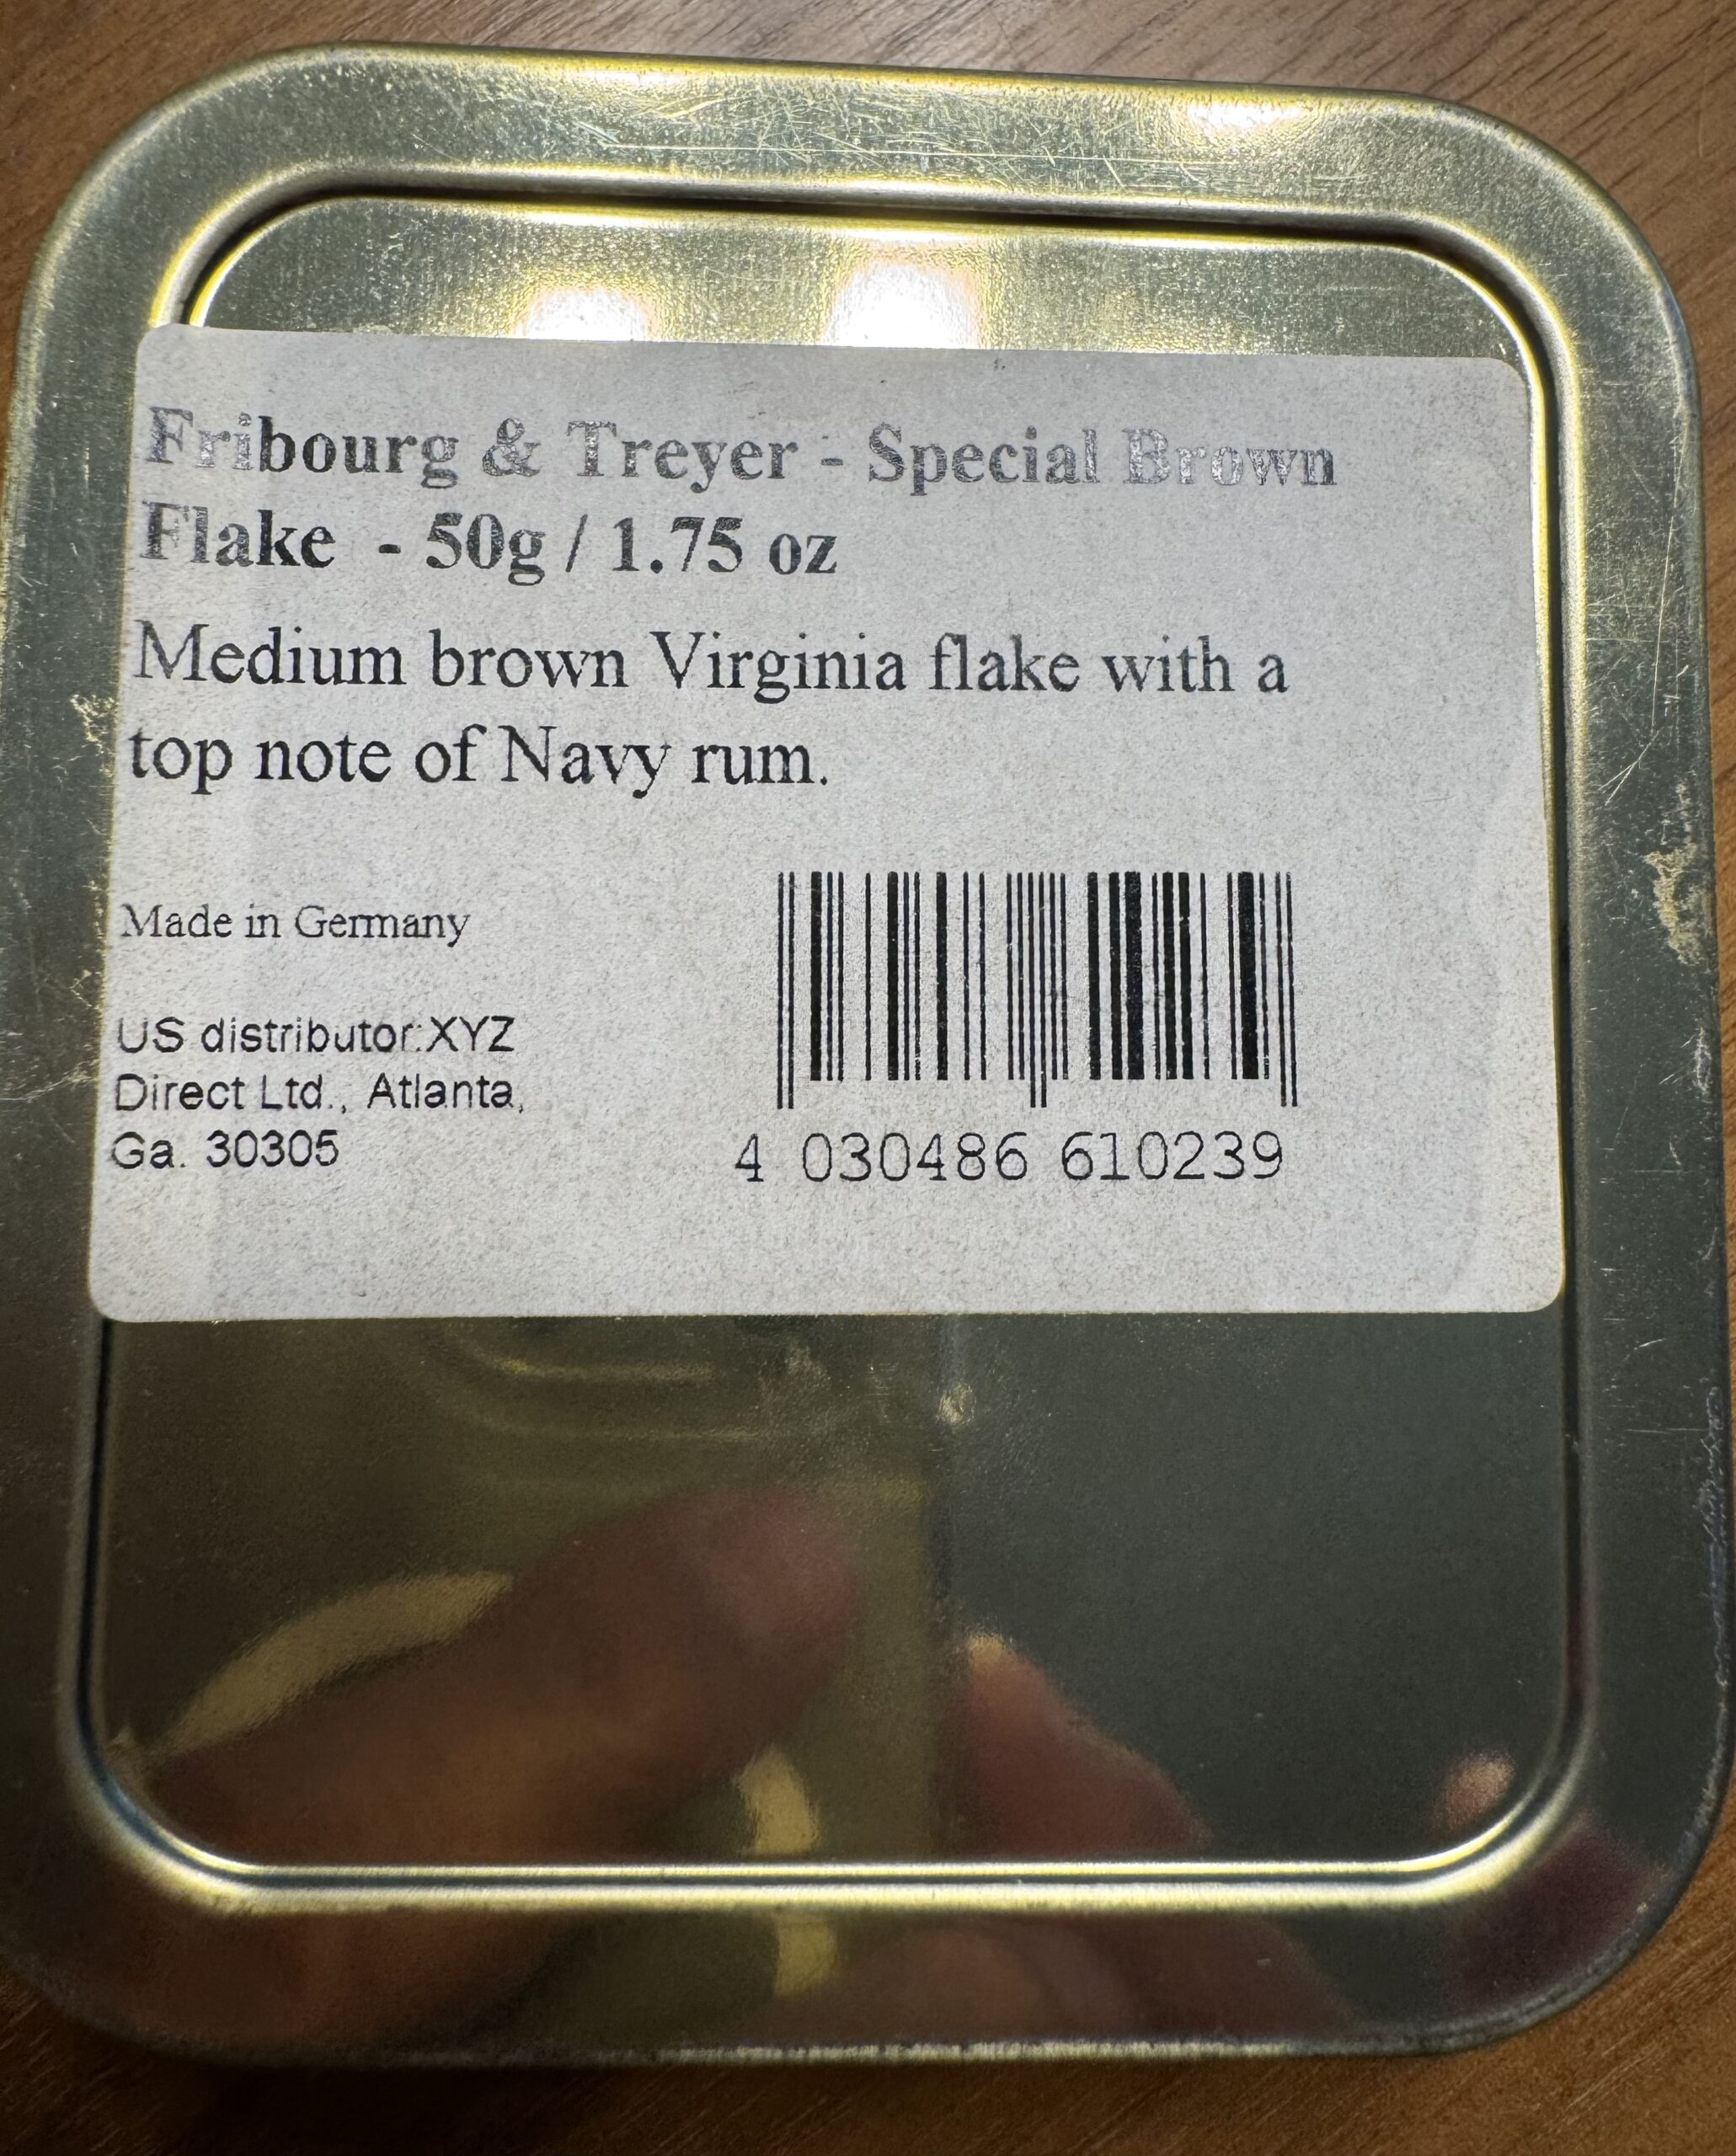 Fribourg & Treyer - Special Brown
Flake - 50g / 1.75 oz
Medium brown Virginia flake with a
top note of Navy rum.
Made in Germany
US distributor:XYZ
Direct Ltd., Atlanta,
Ga. 30305
4 030486 610239